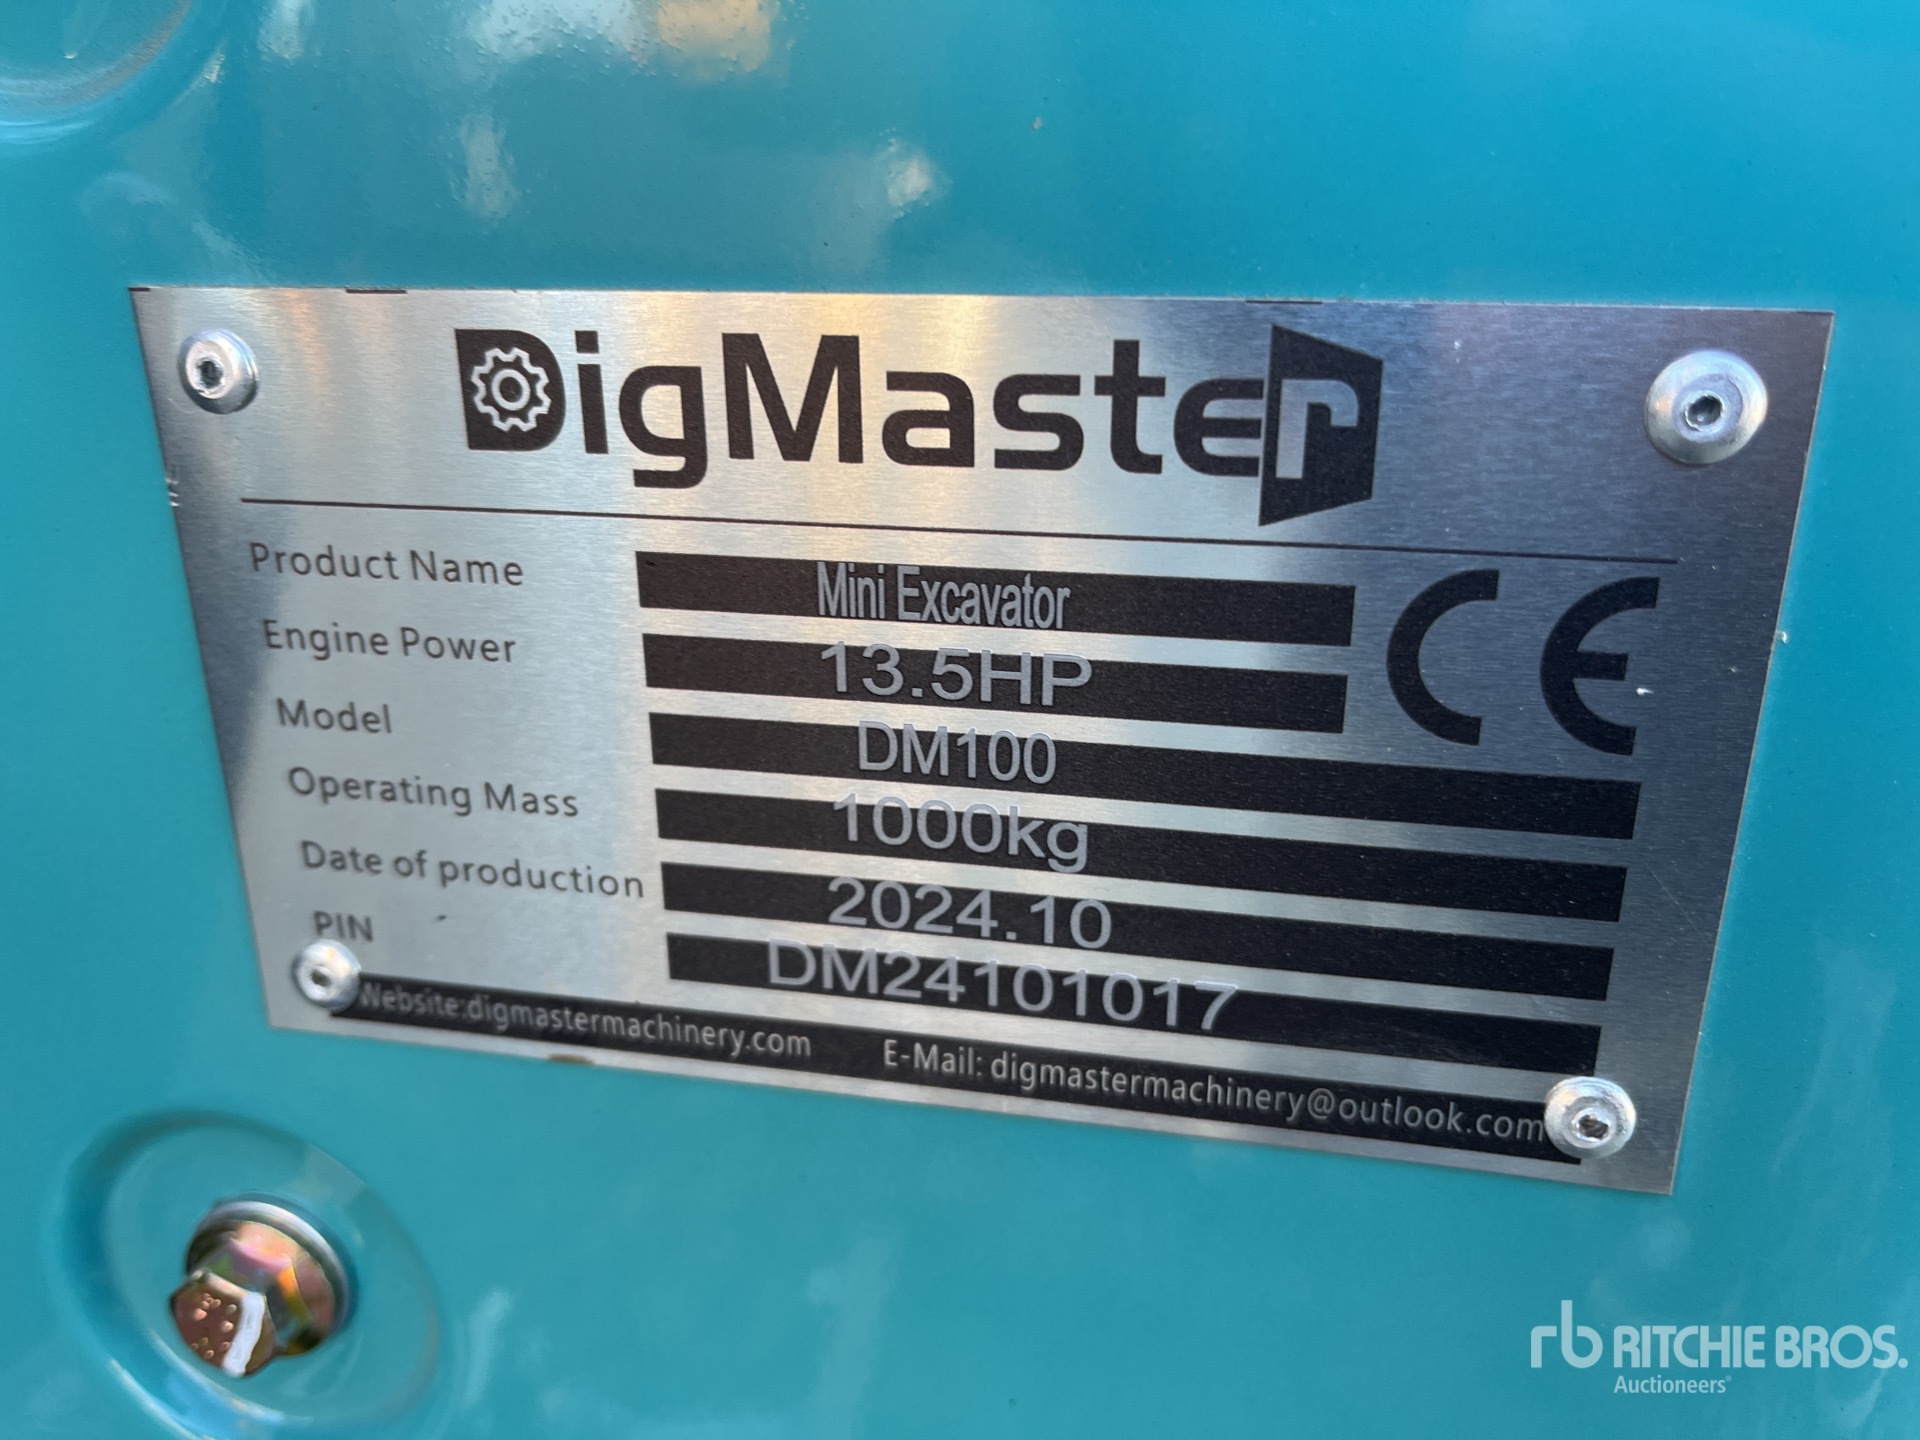 DigMaster
Product Name Mini Excavator
Engine Power 13.5HP
CE
Model DM100
Operating Mass 1000kg
Date of production 2024.10
PIN DM24101017
Website:digmastermachinery.com E-Mail: digmastermachinery@outlook.com
rb RITCHIE BROS.
Auctioneers